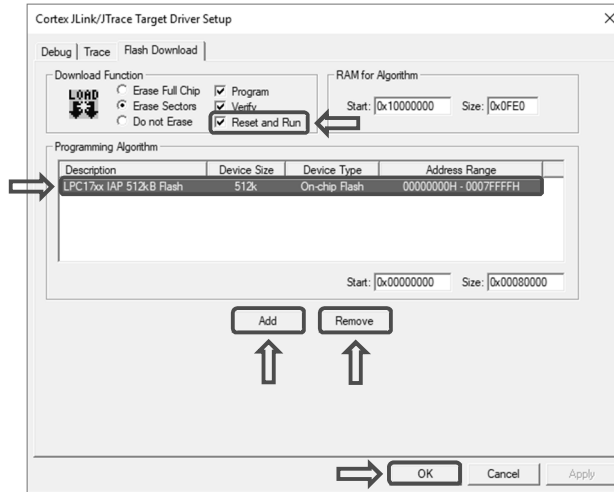 Cortex JLink/JTrace Target Driver Setup
Debug Trace Flash Download
Download Function
LOAD
Erase Full Chip
Erase Sectors
Do not Erase
Program
Verify
Reset and Run
RAM for Algorithm
Start: 0x10000000 Size: 0x0FE0
Programming Algorithm
Description Device Size Device Type Address Range
LPC17xx IAP 512kB Flash 512k On-chip Flash 00000000H - 0007FFFFH
Start: 0x00000000 Size: 0x00080000
Add Remove
OK Cancel Apply